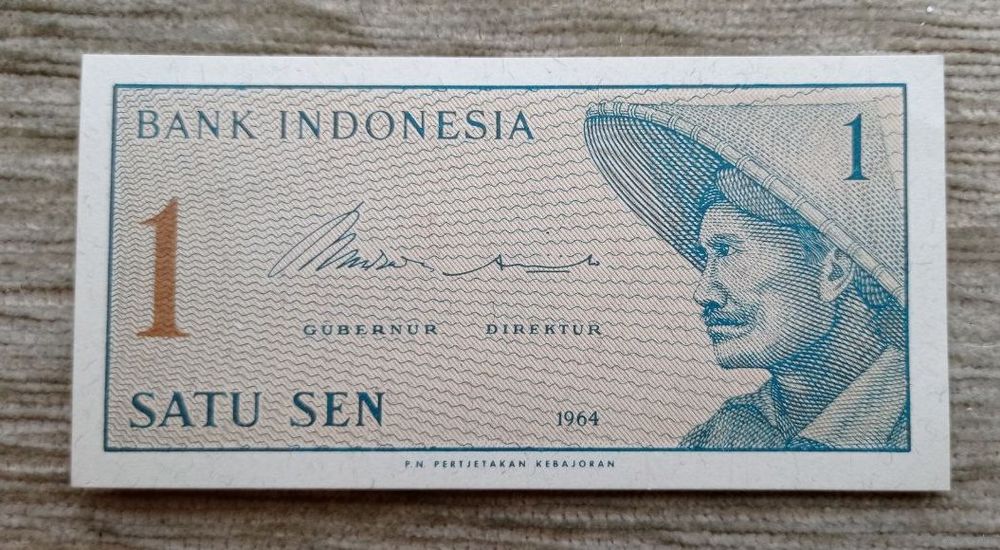 BANK INDONESIA
1
1
GUBERNUR DIREKTUR
SATU SEN
1964
P.N. PERTJETAKAN KEBAJORAN